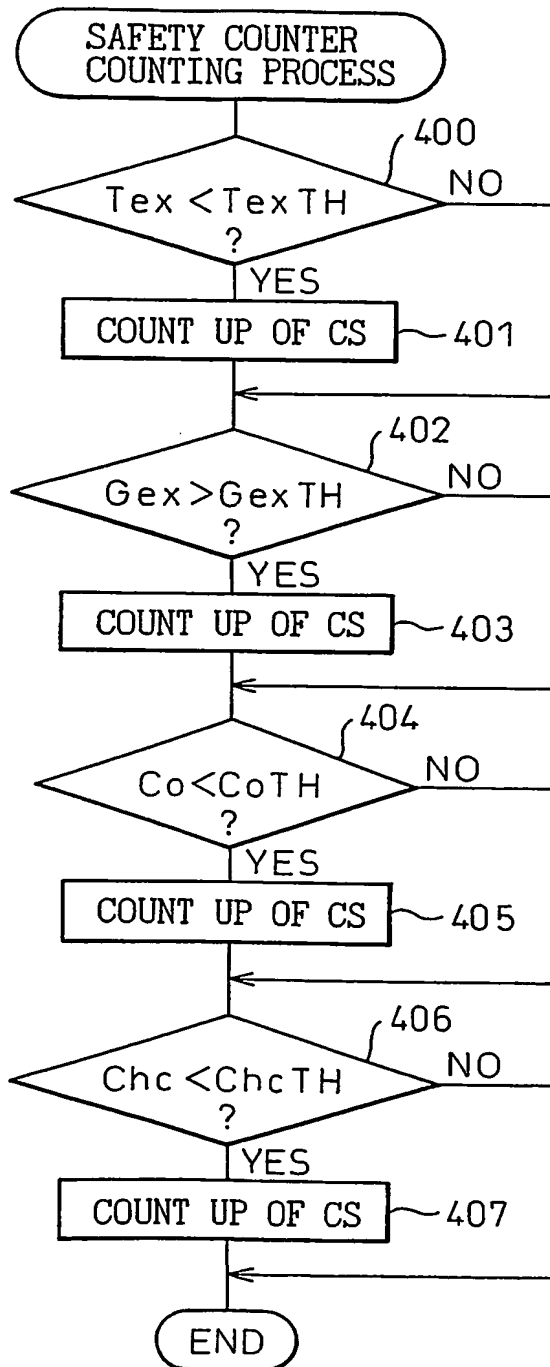 SAFETY COUNTER
COUNTING PROCESS
400
Tex<TexTH
?
NO
YES
COUNT UP OF CS
401
402
Gex>GexTH
?
NO
YES
COUNT UP OF CS
403
404
Co<CoTH
?
NO
YES
COUNT UP OF CS
405
406
Chc<ChcTH
?
NO
YES
COUNT UP OF CS
407
END